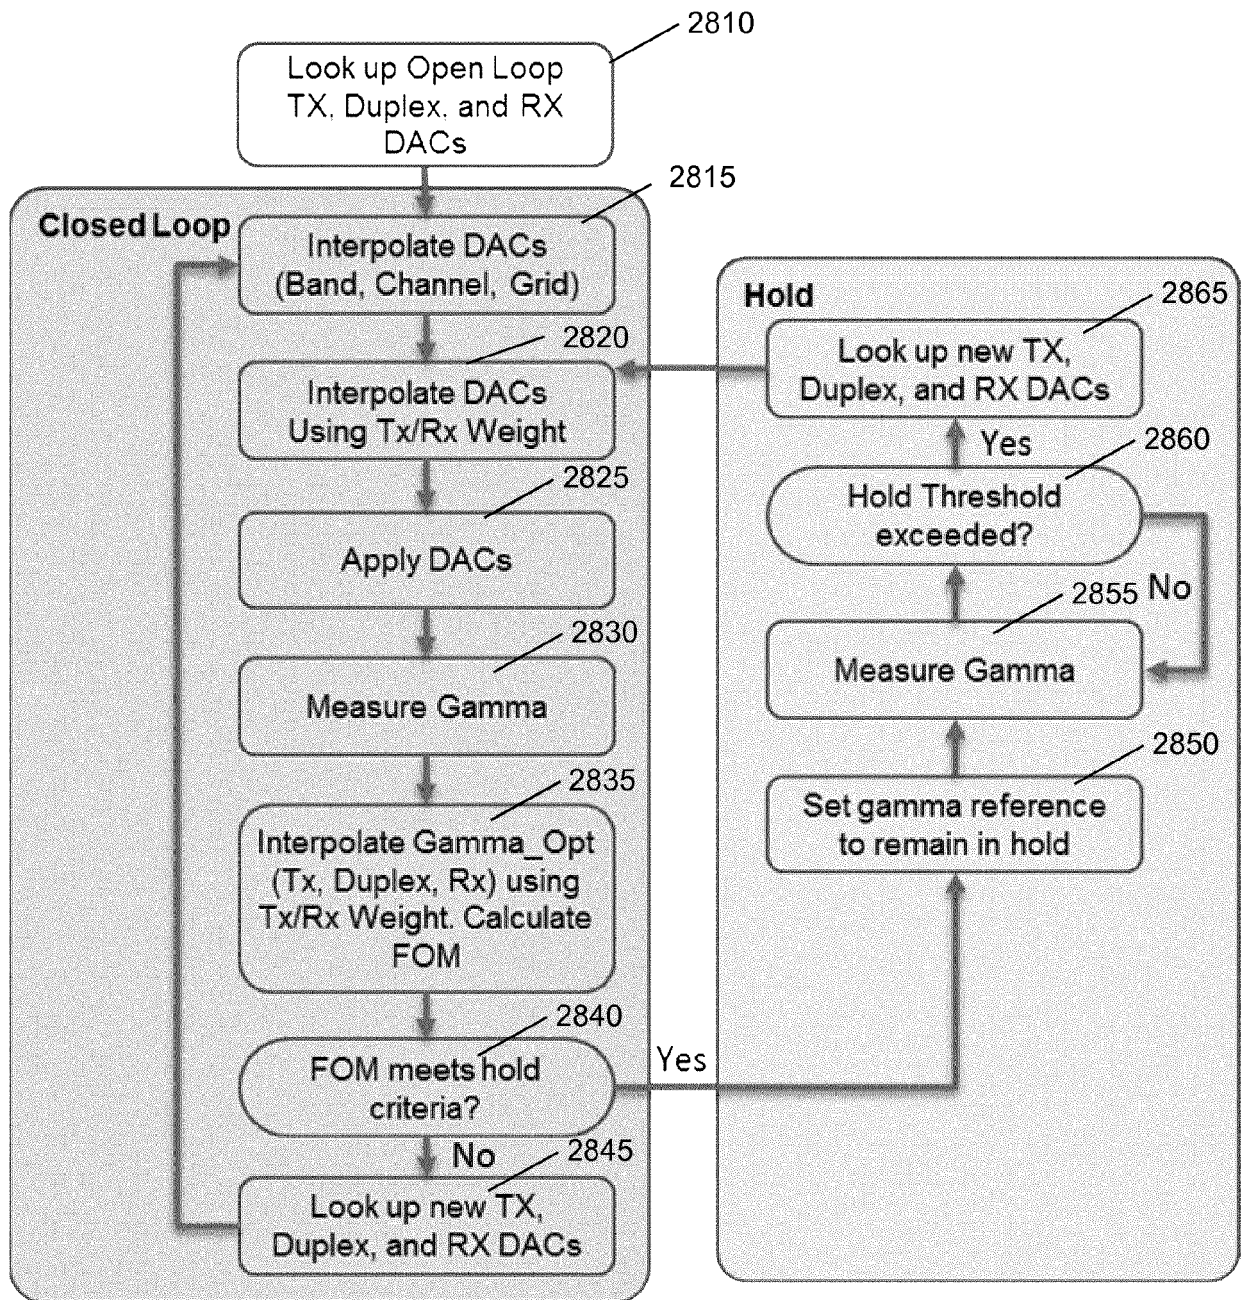 2810
Look up Open Loop
TX, Duplex, and RX
DACs
2815
Closed Loop
Interpolate DACs
(Band, Channel, Grid)
2820
Interpolate DACs
Using Tx/Rx Weight
2825
Apply DACs
2830
Measure Gamma
2835
Interpolate Gamma_Opt
(Tx, Duplex, Rx) using
Tx/Rx Weight. Calculate
FOM
2840
FOM meets hold
criteria?
Yes
No
2845
Look up new TX,
Duplex, and RX DACs
Hold
2865
Look up new TX,
Duplex, and RX DACs
Yes
2860
Hold Threshold
exceeded?
No
2855
Measure Gamma
2850
Set gamma reference
to remain in hold